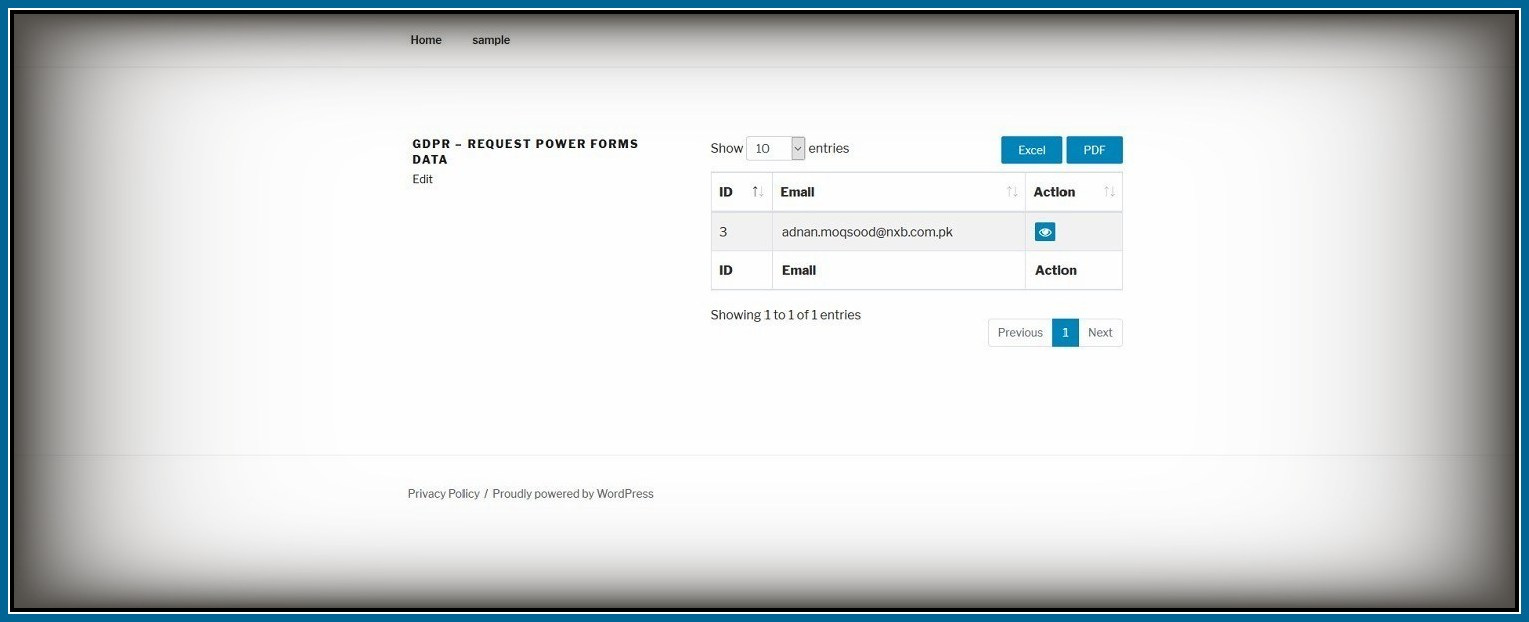 Home sample
GDPR – REQUEST POWER FORMS
DATA
Edit
Show 10 entries Excel PDF
ID Email Action
3 adnan.moqsood@nxb.com.pk
ID Email Action
Showing 1 to 1 of 1 entries
Previous 1 Next
Privacy Policy / Proudly powered by WordPress